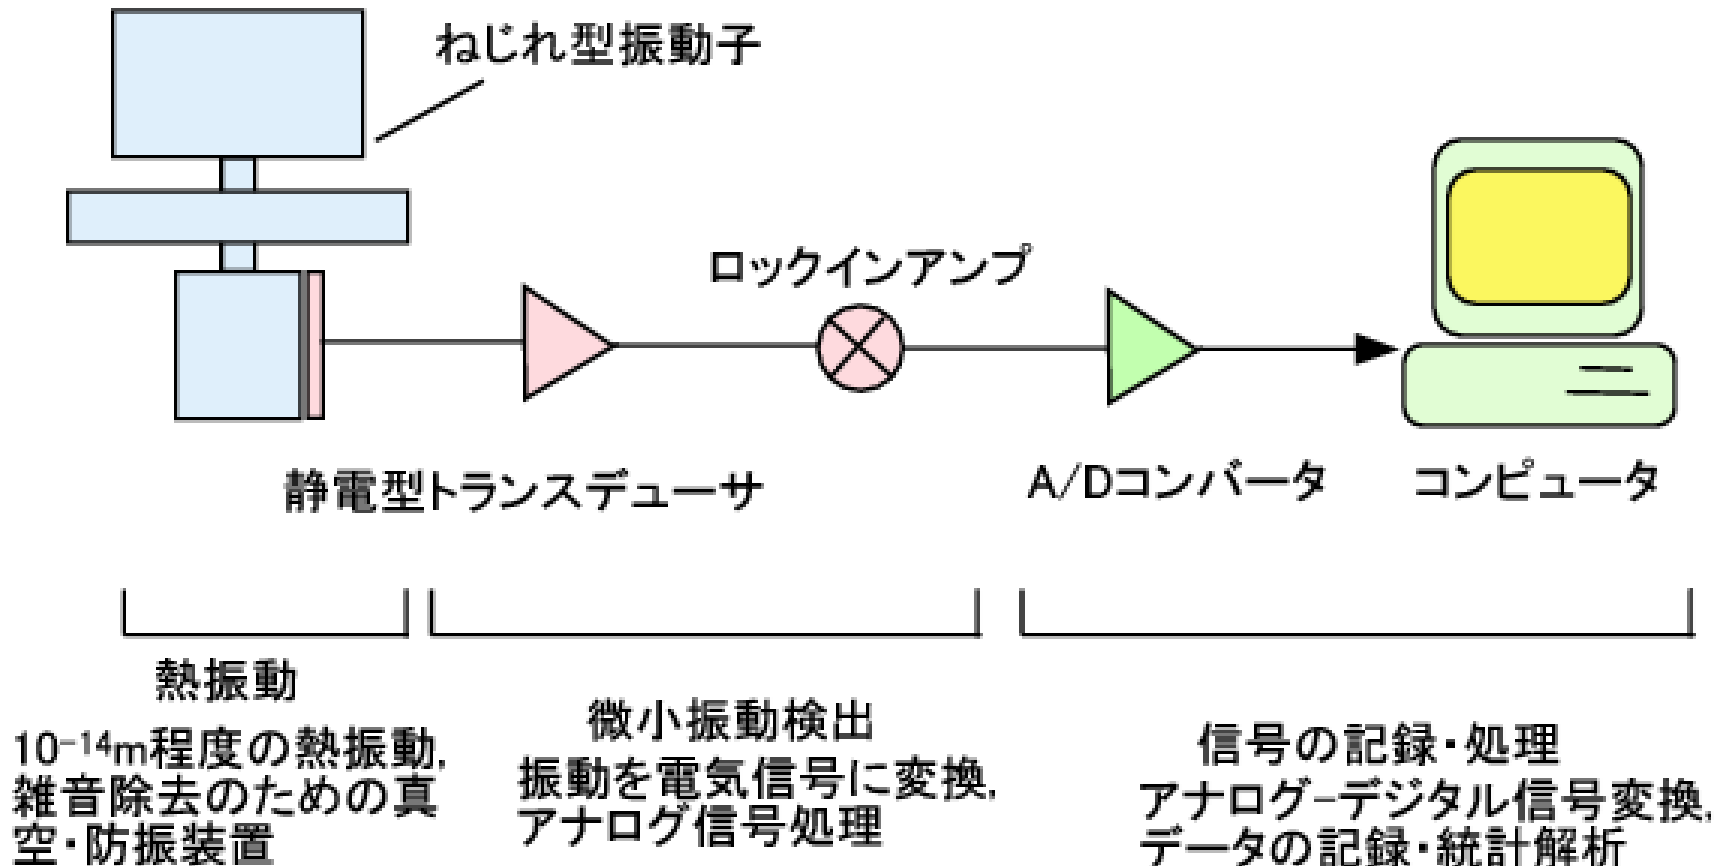 ねじれ型振動子
ロックインアンプ
静電型トランスデューサ
A/Dコンバータ
コンピュータ
熱振動
10⁻¹⁴m程度の熱振動,
雑音除去のための真
空・防振装置
微小振動検出
振動を電気信号に変換,
アナログ信号処理
信号の記録・処理
アナログ-デジタル信号変換,
データの記録・統計解析